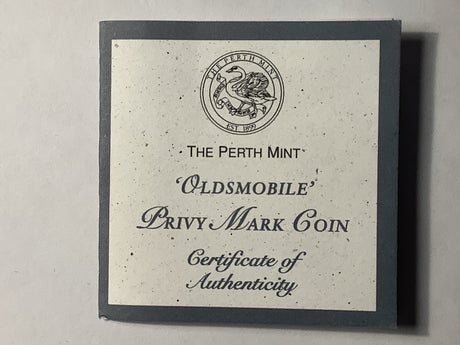 THE PERTH MINT
EST. 1899
THE PERTH MINT
'OLDSMOBILE'
PRIVY MARK COIN
Certificate of
Authenticity